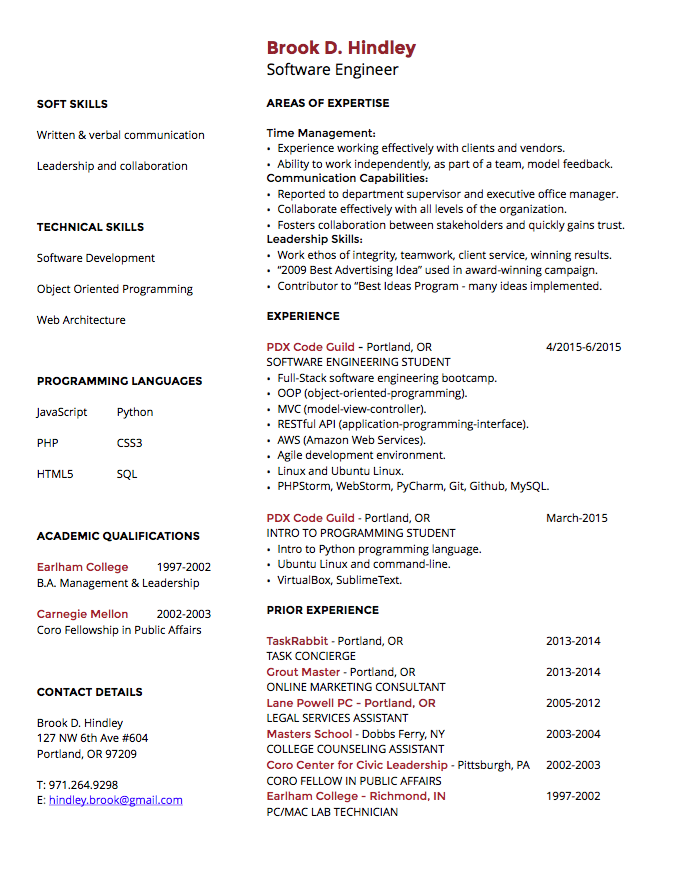 Brook D. Hindley
Software Engineer
SOFT SKILLS
Written & verbal communication
Leadership and collaboration
TECHNICAL SKILLS
Software Development
Object Oriented Programming
Web Architecture
PROGRAMMING LANGUAGES
JavaScript Python
PHP CSS3
HTML5 SQL
ACADEMIC QUALIFICATIONS
Earlham College 1997-2002
B.A. Management & Leadership
Carnegie Mellon 2002-2003
Coro Fellowship in Public Affairs
CONTACT DETAILS
Brook D. Hindley
127 NW 6th Ave #604
Portland, OR 97209
T: 971.264.9298
E: hindley.brook@gmail.com
AREAS OF EXPERTISE
Time Management:
• Experience working effectively with clients and vendors.
• Ability to work independently, as part of a team, model feedback.
Communication Capabilities:
• Reported to department supervisor and executive office manager.
• Collaborate effectively with all levels of the organization.
• Fosters collaboration between stakeholders and quickly gains trust.
Leadership Skills:
• Work ethos of integrity, teamwork, client service, winning results.
• “2009 Best Advertising Idea” used in award-winning campaign.
• Contributor to “Best Ideas Program - many ideas implemented.
EXPERIENCE
PDX Code Guild - Portland, OR 4/2015-6/2015
SOFTWARE ENGINEERING STUDENT
• Full-Stack software engineering bootcamp.
• OOP (object-oriented-programming).
• MVC (model-view-controller).
• RESTful API (application-programming-interface).
• AWS (Amazon Web Services).
• Agile development environment.
• Linux and Ubuntu Linux.
• PHPStorm, WebStorm, PyCharm, Git, Github, MySQL.
PDX Code Guild - Portland, OR March-2015
INTRO TO PROGRAMMING STUDENT
• Intro to Python programming language.
• Ubuntu Linux and command-line.
• VirtualBox, SublimeText.
PRIOR EXPERIENCE
TaskRabbit - Portland, OR 2013-2014
TASK CONCIERGE
Grout Master - Portland, OR 2013-2014
ONLINE MARKETING CONSULTANT
Lane Powell PC - Portland, OR 2005-2012
LEGAL SERVICES ASSISTANT
Masters School - Dobbs Ferry, NY 2003-2004
COLLEGE COUNSELING ASSISTANT
Coro Center for Civic Leadership - Pittsburgh, PA 2002-2003
CORO FELLOW IN PUBLIC AFFAIRS
Earlham College - Richmond, IN 1997-2002
PC/MAC LAB TECHNICIAN